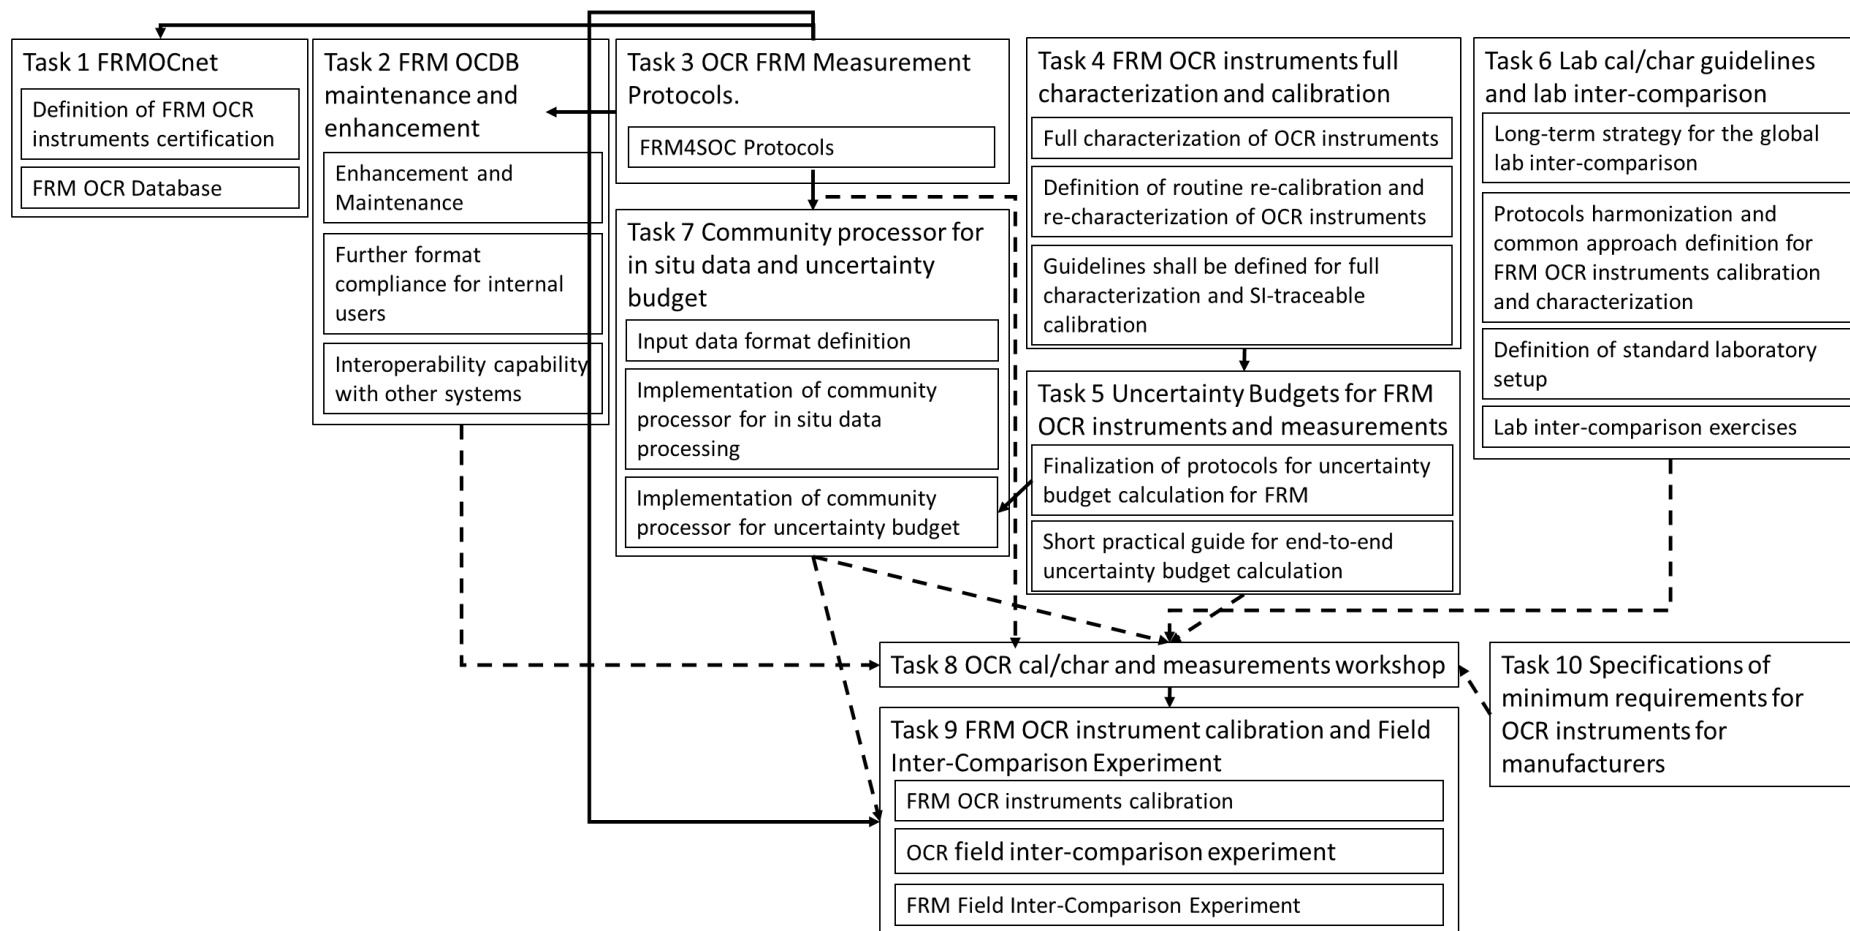 Task 1 FRMOCnet
Definition of FRM OCR
instruments certification
FRM OCR Database
Task 2 FRM OCDB
maintenance and
enhancement
Enhancement and
Maintenance
Further format
compliance for internal
users
Interoperability capability
with other systems
Task 3 OCR FRM Measurement
Protocols.
FRM4SOC Protocols
Task 7 Community processor for
in situ data and uncertainty
budget
Input data format definition
Implementation of community
processor for in situ data
processing
Implementation of community
processor for uncertainty budget
Task 4 FRM OCR instruments full
characterization and calibration
Full characterization of OCR instruments
Definition of routine re-calibration and
re-characterization of OCR instruments
Guidelines shall be defined for full
characterization and SI-traceable
calibration
Task 5 Uncertainty Budgets for FRM
OCR instruments and measurements
Finalization of protocols for uncertainty
budget calculation for FRM
Short practical guide for end-to-end
uncertainty budget calculation
Task 6 Lab cal/char guidelines
and lab inter-comparison
Long-term strategy for the global
lab inter-comparison
Protocols harmonization and
common approach definition for
FRM OCR instruments calibration
and characterization
Definition of standard laboratory
setup
Lab inter-comparison exercises
Task 8 OCR cal/char and measurements workshop
Task 9 FRM OCR instrument calibration and Field
Inter-Comparison Experiment
FRM OCR instruments calibration
OCR field inter-comparison experiment
FRM Field Inter-Comparison Experiment
Task 10 Specifications of
minimum requirements for
OCR instruments for
manufacturers